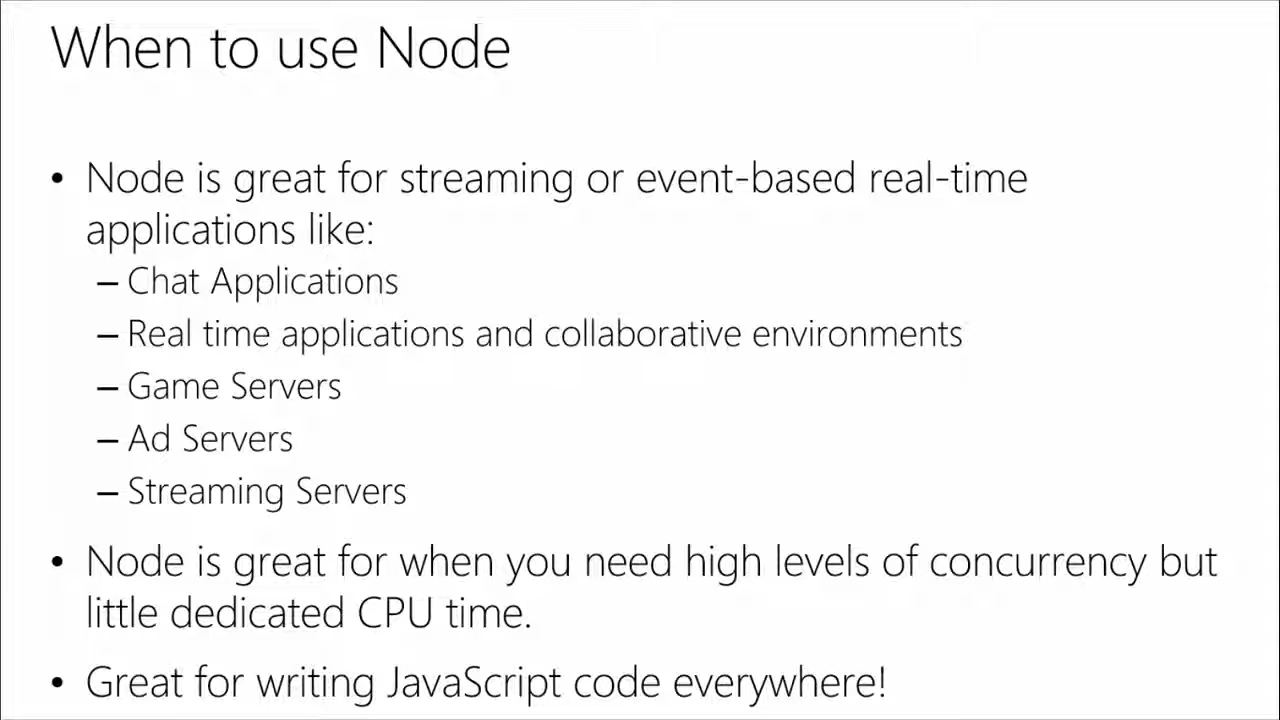 When to use Node
• Node is great for streaming or event-based real-time
applications like:
– Chat Applications
– Real time applications and collaborative environments
– Game Servers
– Ad Servers
– Streaming Servers
• Node is great for when you need high levels of concurrency but
little dedicated CPU time.
• Great for writing JavaScript code everywhere!